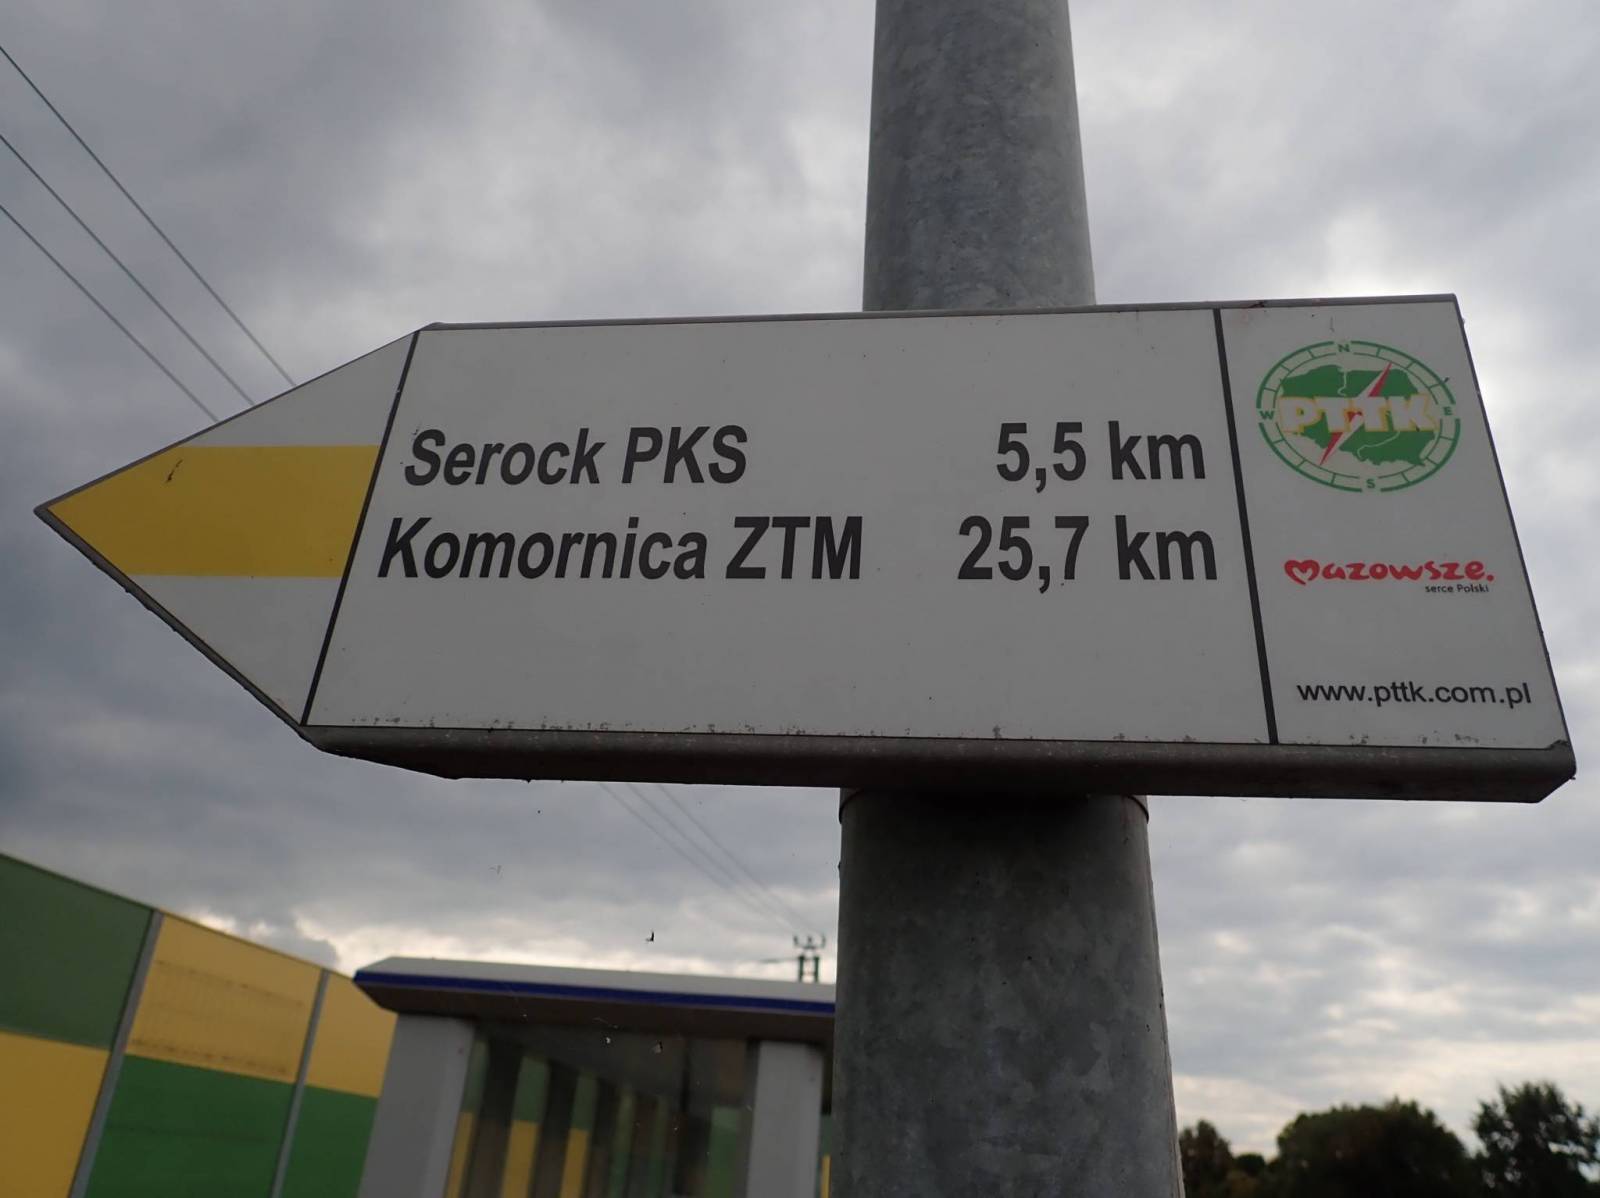 Serock PKS 5,5 km
Komornica ZTM 25,7 km
N
W PTTK E
S
Mazowsze.
serce Polski
www.pttk.com.pl